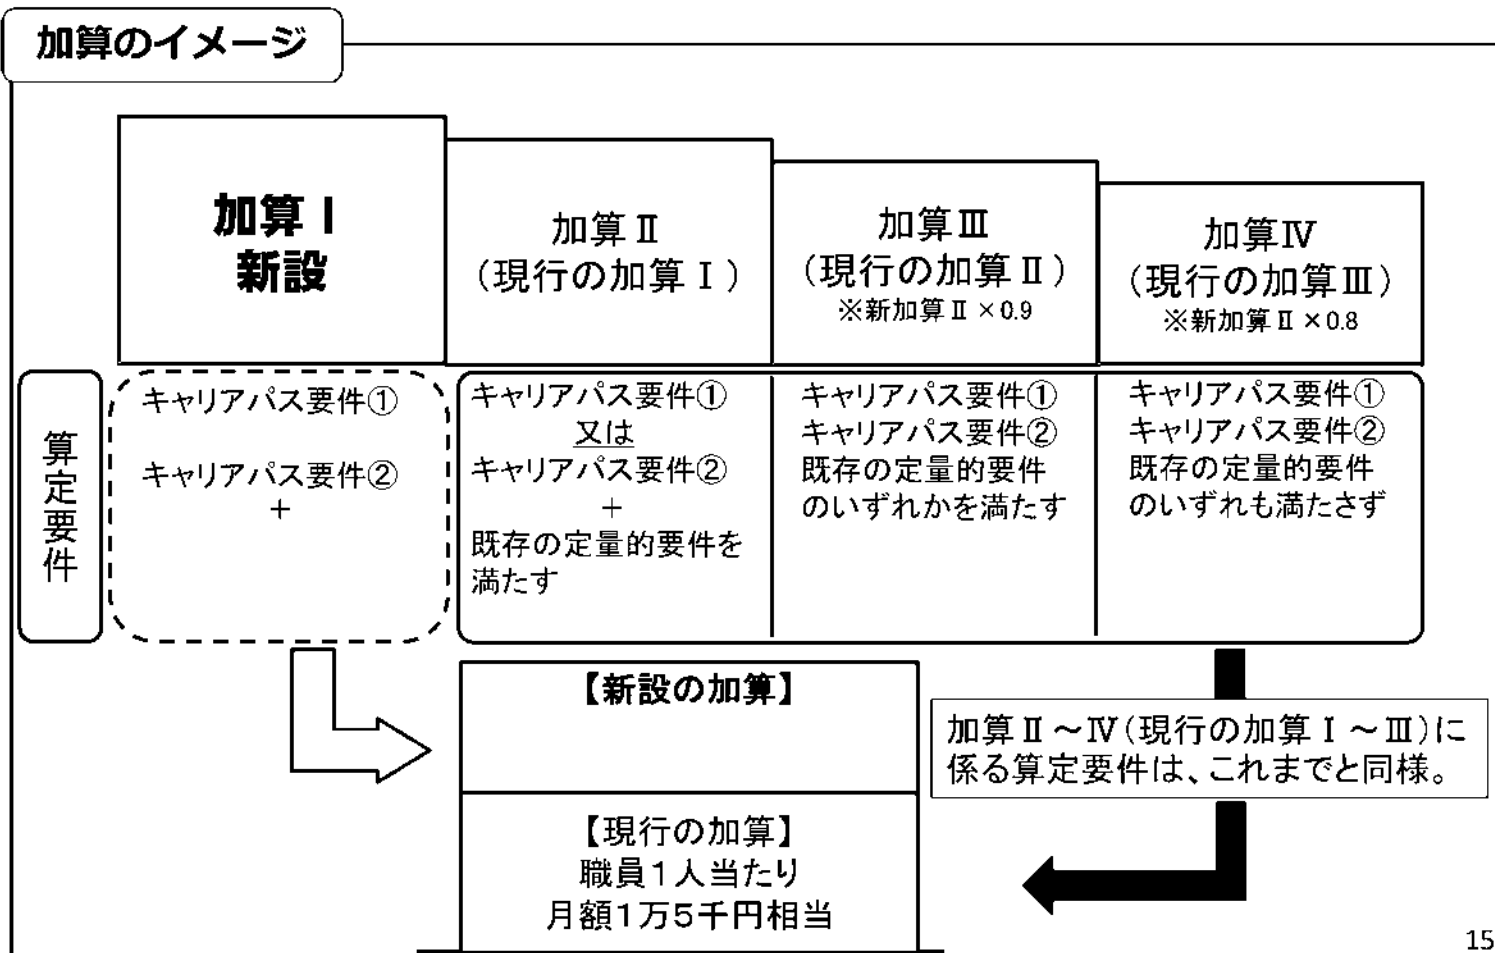 加算のイメージ
加算Ⅰ
新設
加算Ⅱ
(現行の加算Ⅰ)
加算Ⅲ
(現行の加算Ⅱ)
※新加算Ⅱ×0.9
加算Ⅳ
(現行の加算Ⅲ)
※新加算Ⅱ×0.8
算定要件
キャリアパス要件①
キャリアパス要件②
+
キャリアパス要件①
又は
キャリアパス要件②
+
既存の定量的要件を
満たす
キャリアパス要件①
キャリアパス要件②
既存の定量的要件
のいずれかを満たす
キャリアパス要件①
キャリアパス要件②
既存の定量的要件
のいずれも満たさず
【新設の加算】
加算Ⅱ～Ⅳ(現行の加算Ⅰ～Ⅲ)に
係る算定要件は、これまでと同様。
【現行の加算】
職員1人当たり
月額1万5千円相当
15